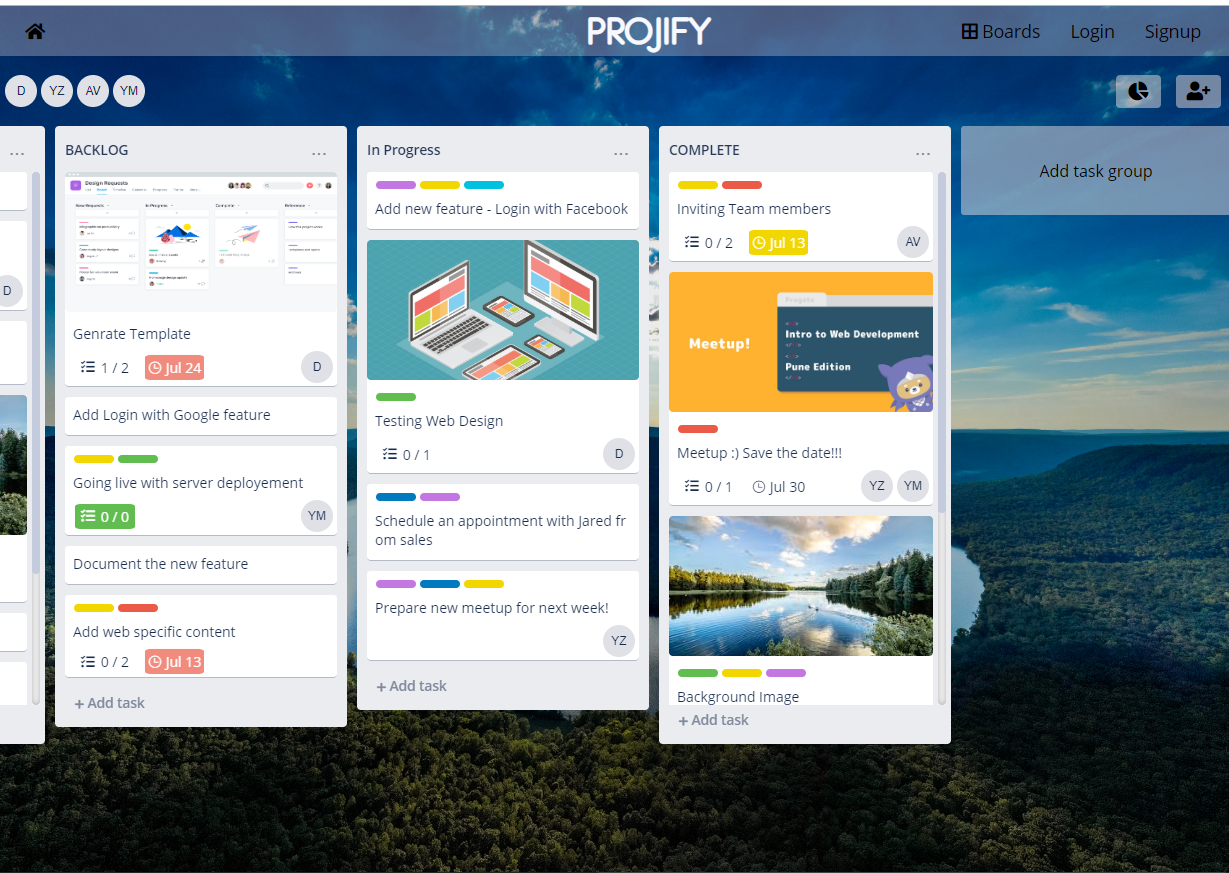 PROJIFY
Boards
Login
Signup
D
YZ
AV
YM
...
D
BACKLOG
...
Design Requests
Genrate Template
1 / 2
Jul 24
D
Add Login with Google feature
Going live with server deployement
0 / 0
YM
Document the new feature
Add web specific content
0 / 2
Jul 13
+ Add task
In Progress
...
Add new feature - Login with Facebook
Testing Web Design
0 / 1
D
Schedule an appointment with Jared fr
om sales
Prepare new meetup for next week!
YZ
+ Add task
COMPLETE
...
Inviting Team members
0 / 2
Jul 13
AV
Meetup!
Progate
Intro to Web Development
Pune Edition
Meetup :) Save the date!!!
0 / 1
Jul 30
YZ
YM
Background Image
+ Add task
Add task group